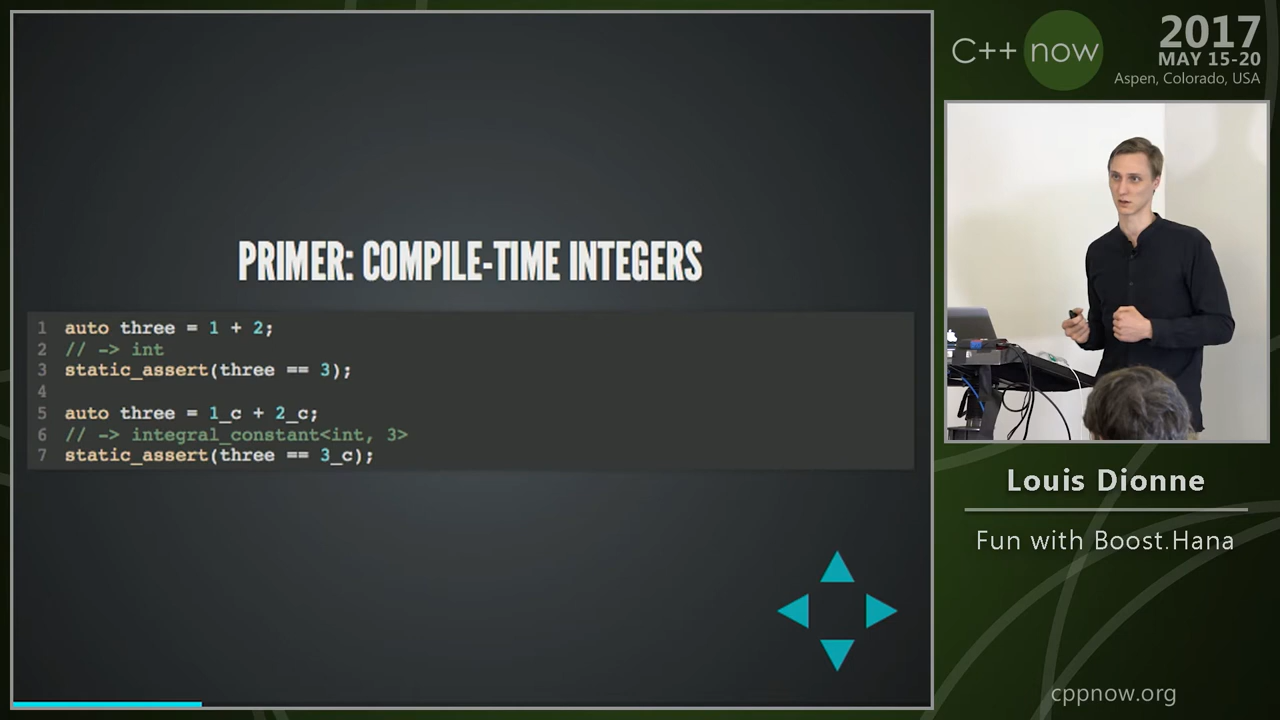 PRIMER: COMPILE-TIME INTEGERS
1 auto three = 1 + 2;
2 // -> int
3 static_assert(three == 3);
4
5 auto three = 1_c + 2_c;
6 // -> integral_constant<int, 3>
7 static_assert(three == 3_c);
C++ now
2017
MAY 15-20
Aspen, Colorado, USA
Louis Dionne
Fun with Boost.Hana
cppnow.org